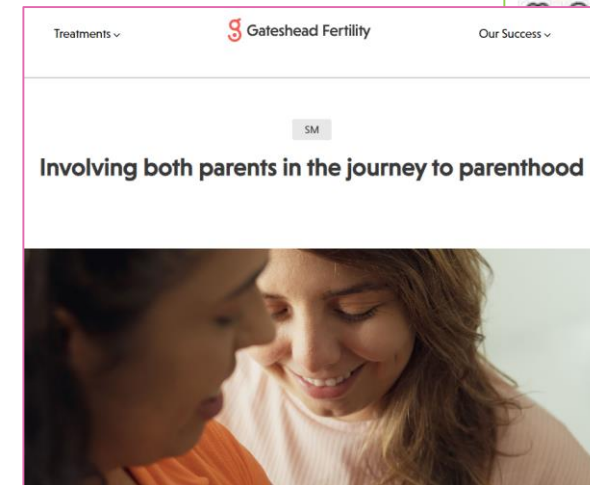 Treatments
Gateshead Fertility
Our Success
SM
Involving both parents in the journey to parenthood